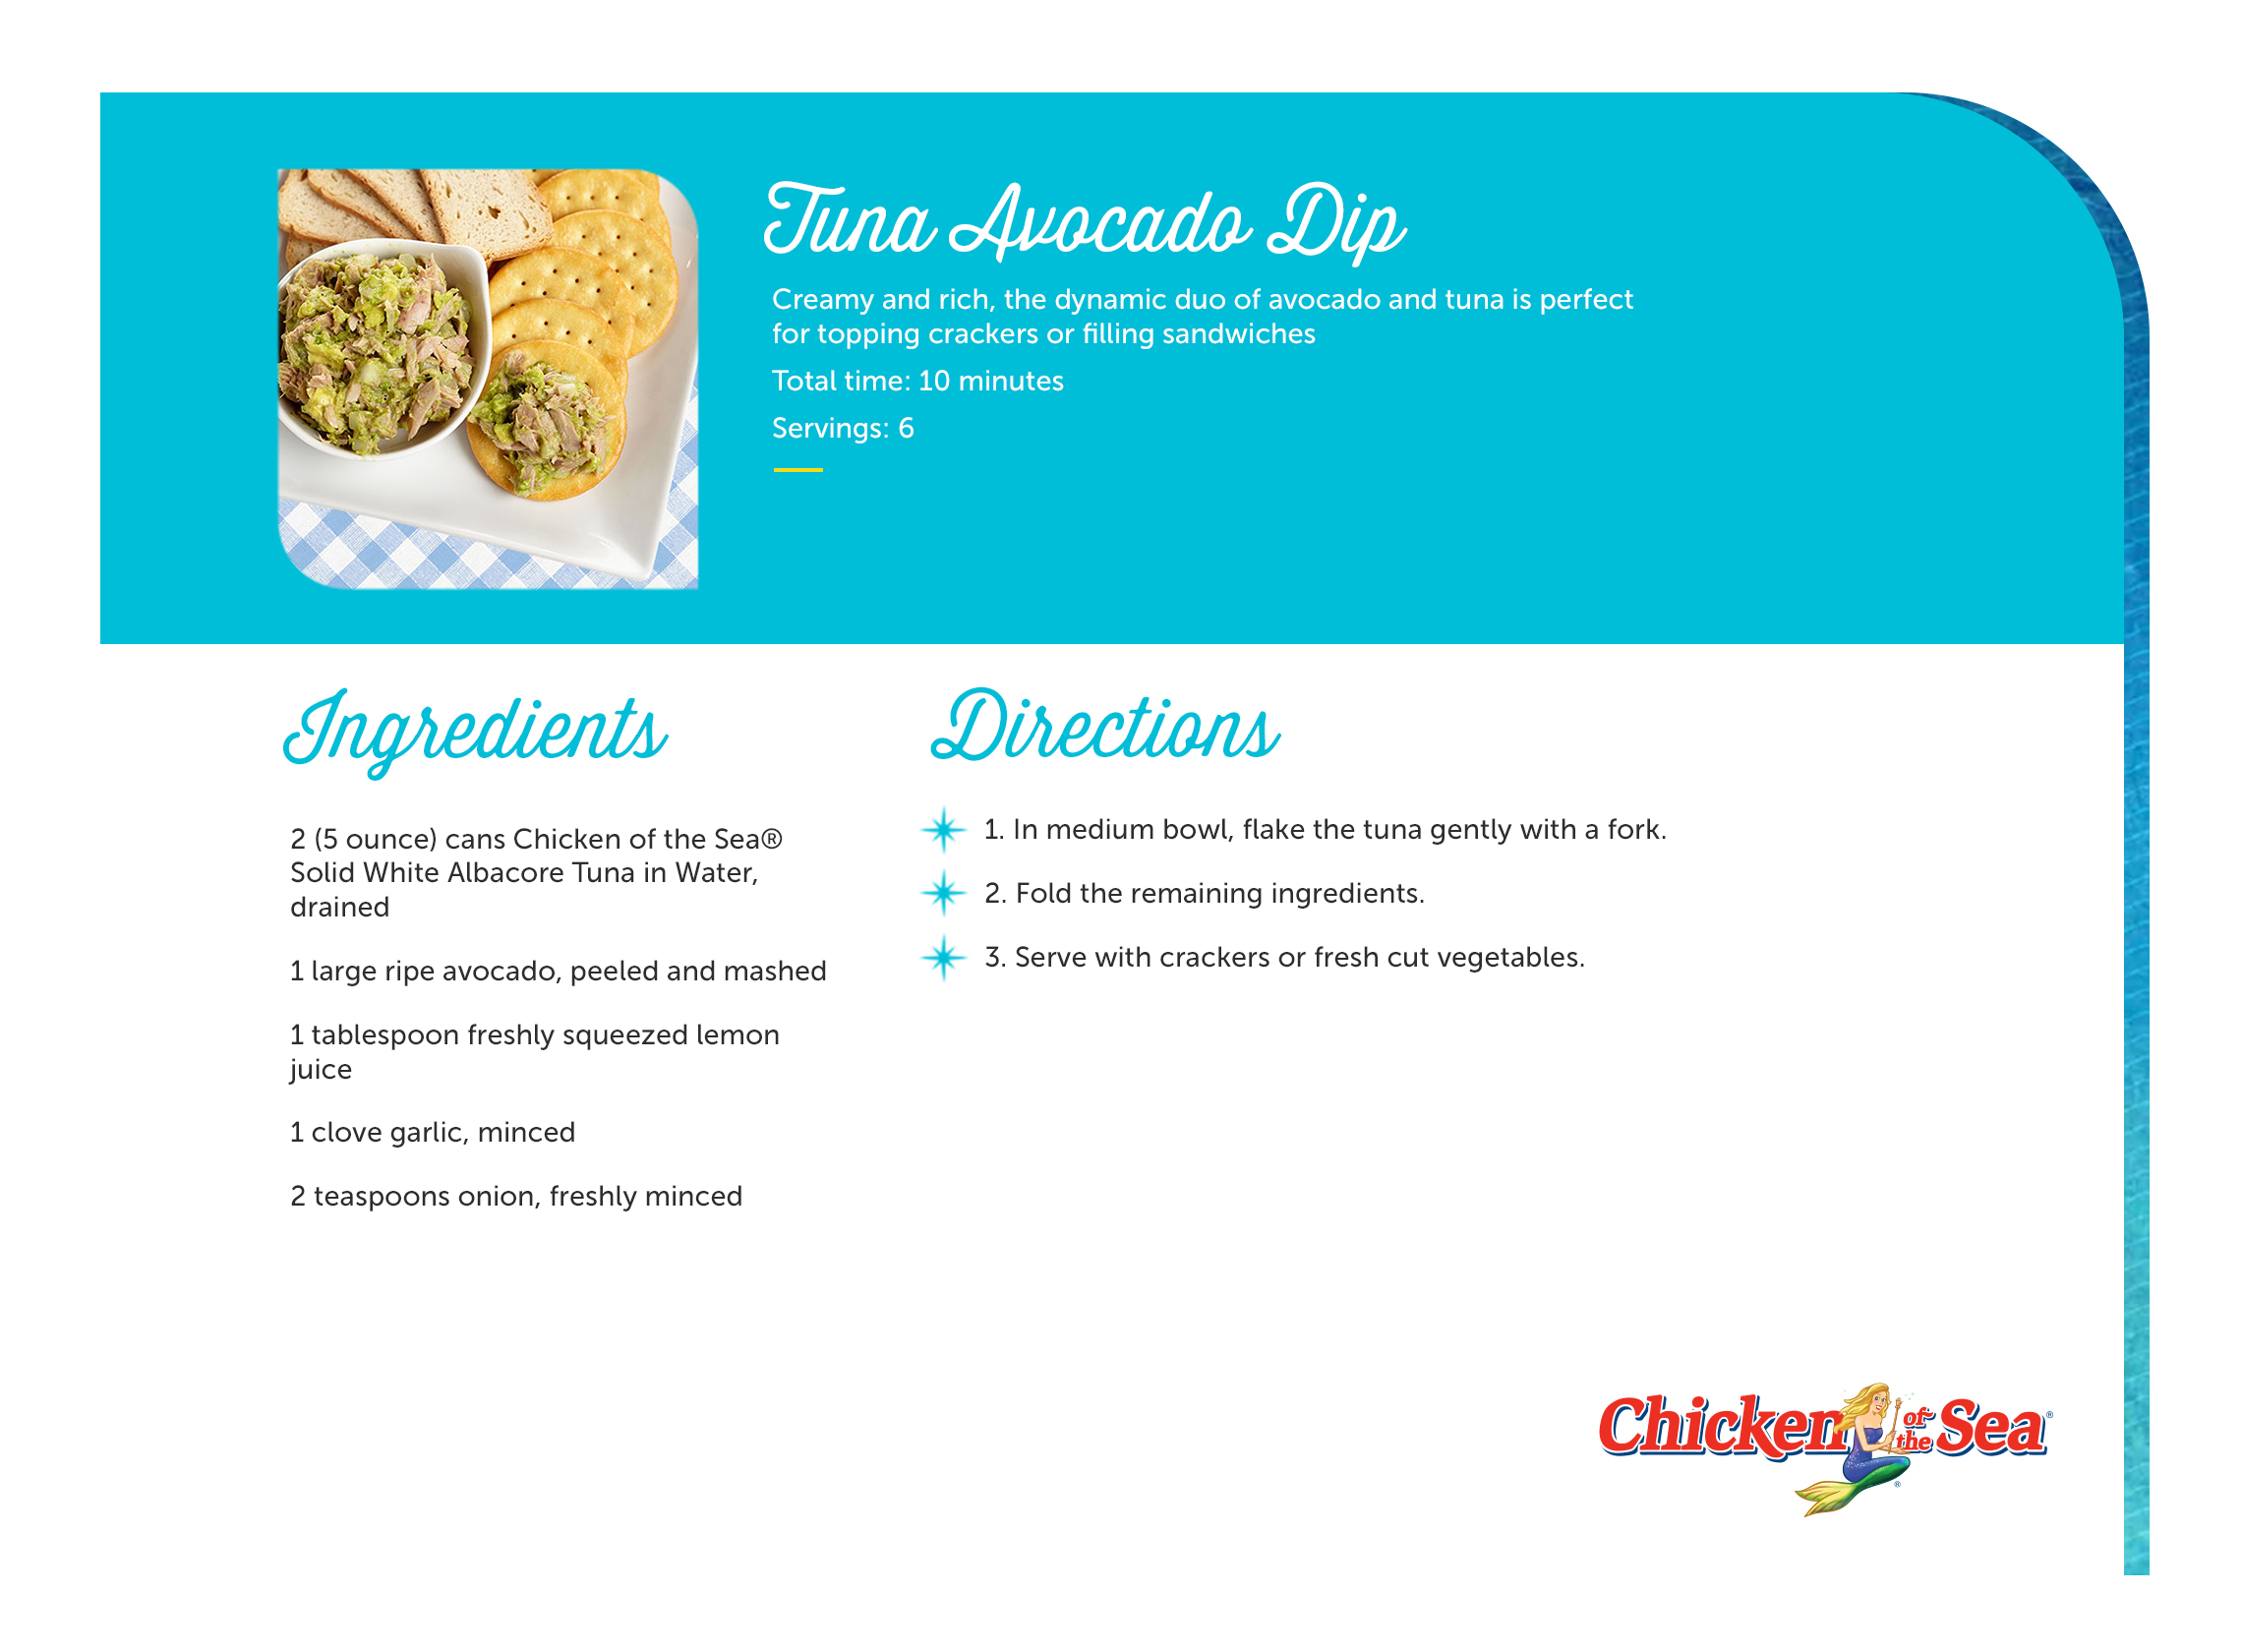 Tuna Avocado Dip
Creamy and rich, the dynamic duo of avocado and tuna is perfect
for topping crackers or filling sandwiches
Total time: 10 minutes
Servings: 6
Ingredients
2 (5 ounce) cans Chicken of the Sea®
Solid White Albacore Tuna in Water,
drained
1 large ripe avocado, peeled and mashed
1 tablespoon freshly squeezed lemon
juice
1 clove garlic, minced
2 teaspoons onion, freshly minced
Directions
1. In medium bowl, flake the tuna gently with a fork.
2. Fold the remaining ingredients.
3. Serve with crackers or fresh cut vegetables.
Chicken of the Sea®
®